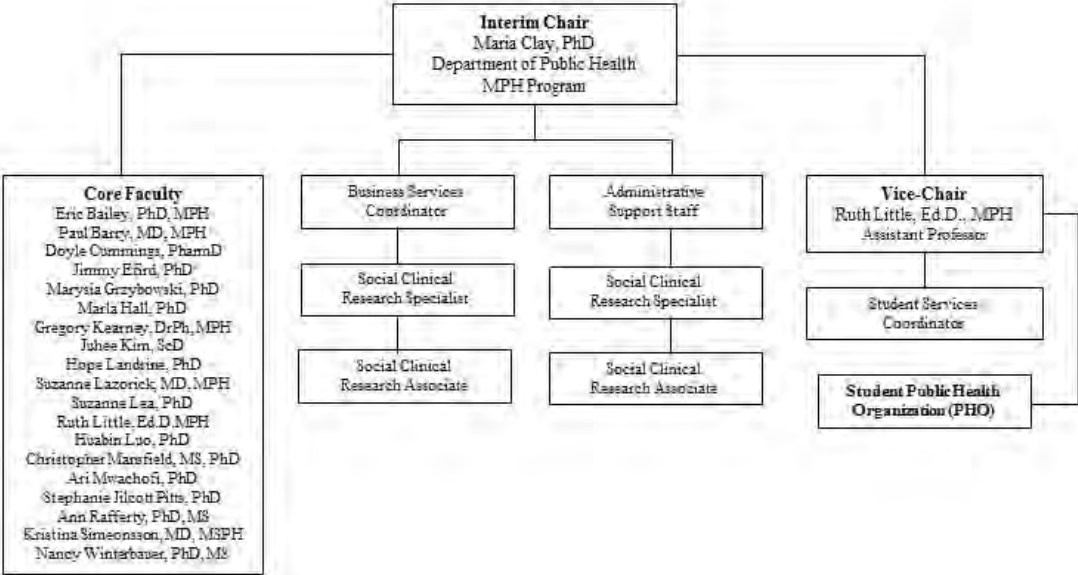 Interim Chair
Maria Clay, PhD
Department of Public Health
MPH Program
Core Faculty
Eric Bailey, PhD, MPH
Paul Barry, MD, MPH
Doyle Cummings, PharmD
Jimmy Efird, PhD
Marysia Grzybowski, PhD
Marla Hall, PhD
Gregory Kearney, DrPh, MPH
Juhee Kim, ScD
Hope Landrine, PhD
Suzanne Lazorick, MD, MPH
Suzanne Lea, PhD
Ruth Little, Ed.D.MPH
Huabin Luo, PhD
Christopher Mansfield, MS, PhD
Ari Mwachofi, PhD
Stephanie Jilcott Pitts, PhD
Ann Rafferty, PhD, MS
Kristina Simeonsson, MD, MSPH
Nancy Winterbauer, PhD, MS
Business Services
Coordinator
Social Clinical
Research Specialist
Social Clinical
Research Associate
Administrative
Support Staff
Social Clinical
Research Specialist
Social Clinical
Research Associate
Vice-Chair
Ruth Little, Ed.D., MPH
Assistant Professor
Student Services
Coordinator
Student Public Health
Organization (PHO)